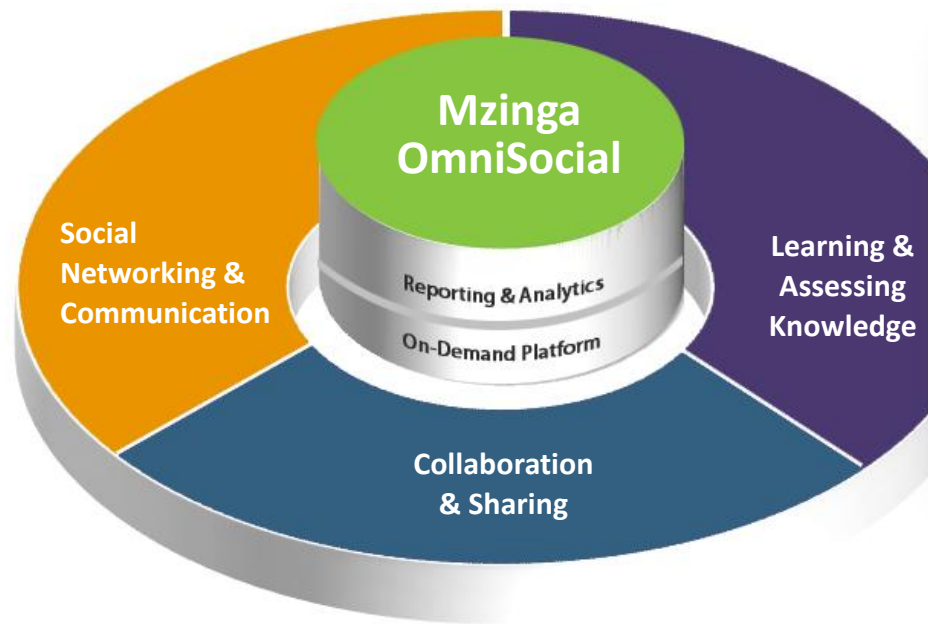 Mzinga
OmniSocial
Social
Networking &
Communication
Learning &
Assessing
Knowledge
Reporting & Analytics
On-Demand Platform
Collaboration
& Sharing